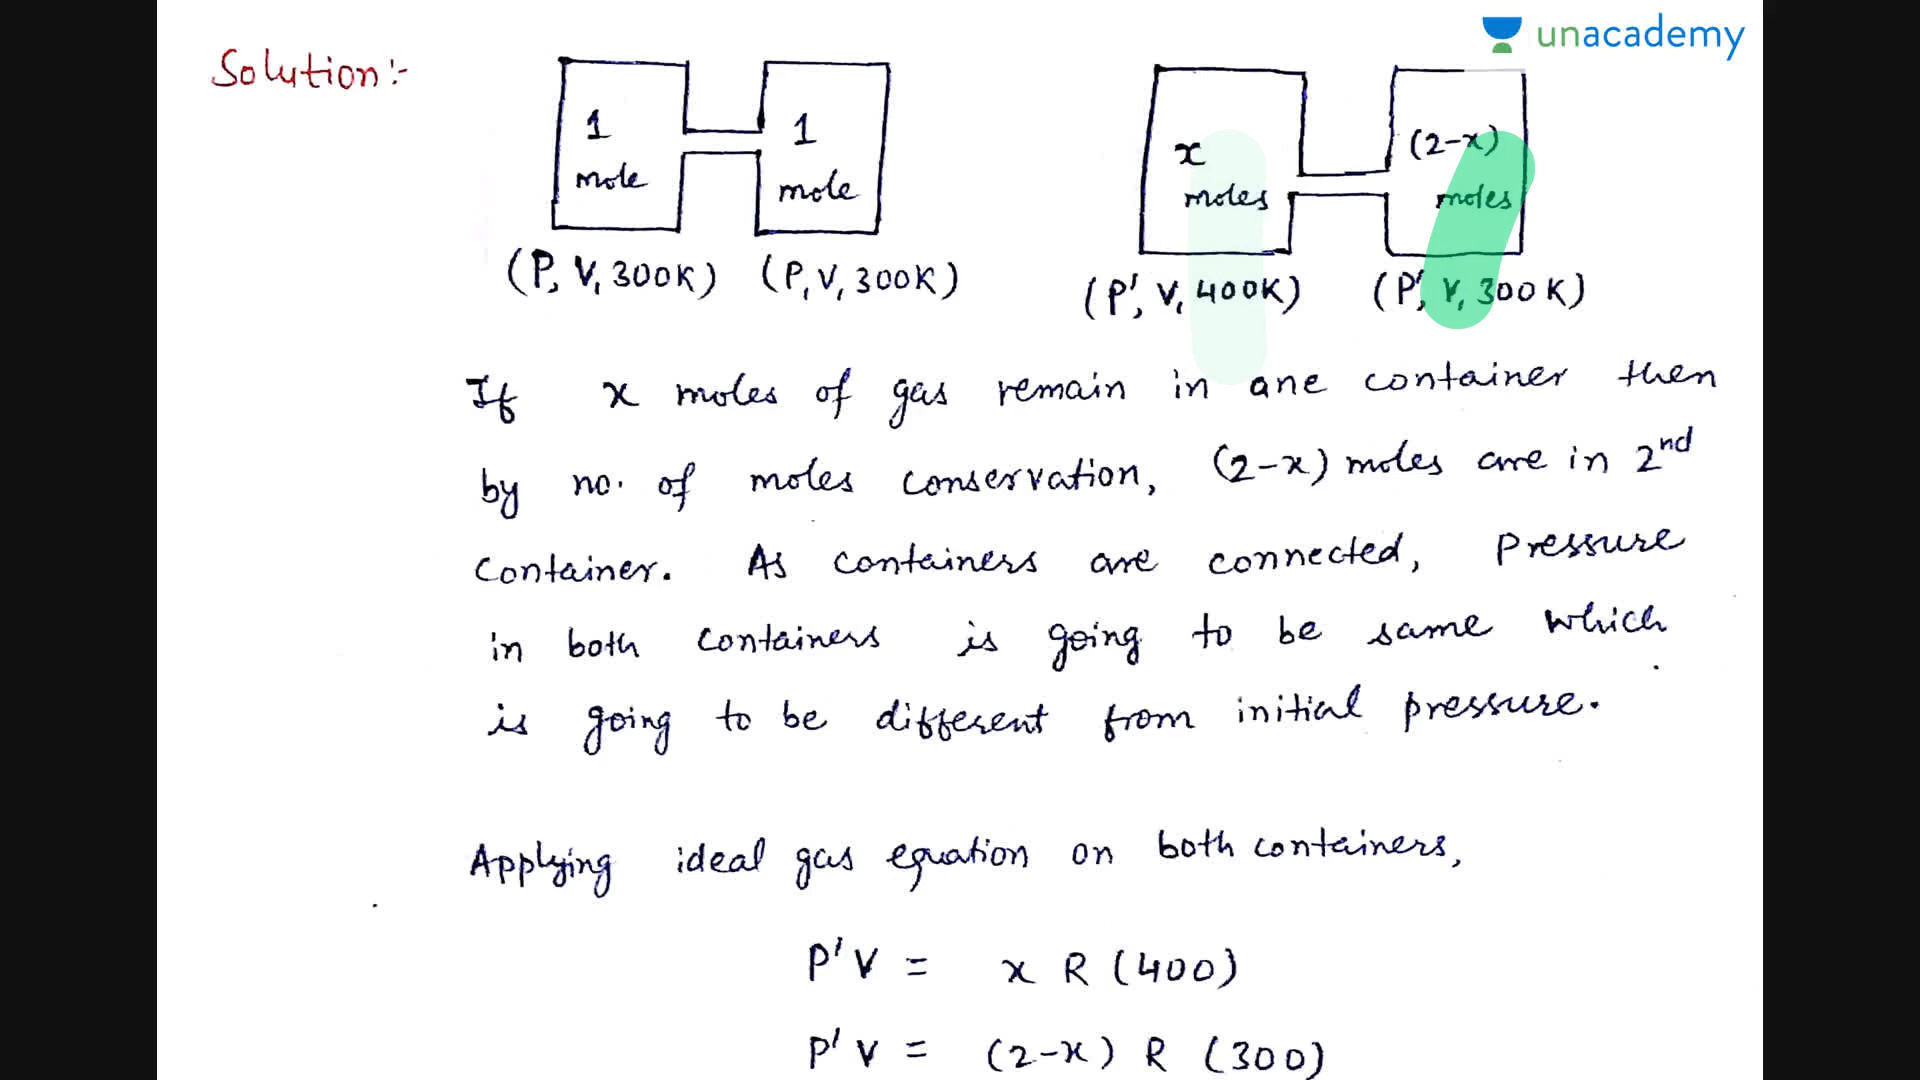 unacademy
Solution :-
1 mole
1 mole
x moles
(2-x) moles
(P, V, 300K) (P, V, 300K)
(P', V, 400K) (P', V, 300K)
If x moles of gas remain in one container then
by no. of moles conservation, (2-x) moles are in 2nd
container. As containers are connected, pressure
in both containers is going to be same which
is going to be different from initial pressure.
Applying ideal gas equation on both containers,
P'V = x R (400)
P'V = (2-x) R (300)